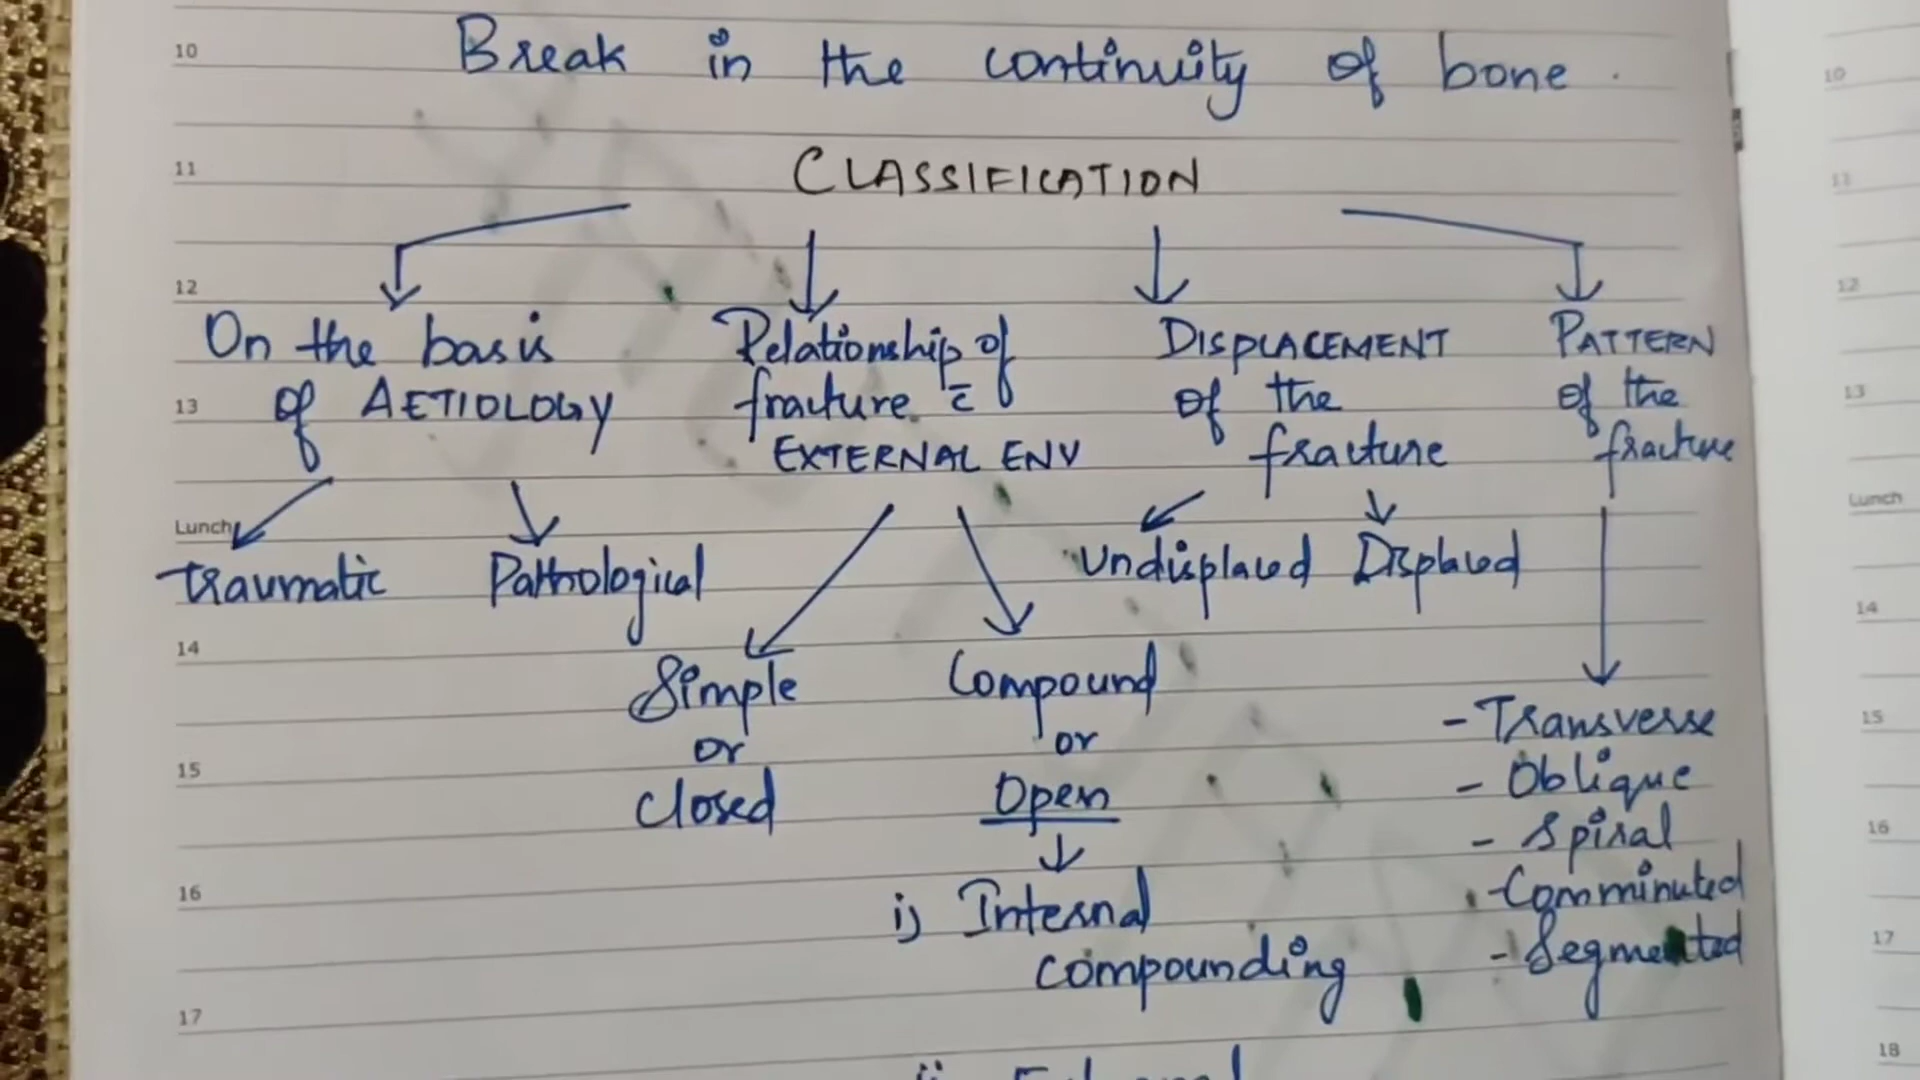 10
Break in the continuity of bone.
10
11
CLASSIFICATION
11
12
12
On the basis
of AETIOLOGY
Relationship of
fracture c̄
EXTERNAL ENV
DISPLACEMENT
of the
fracture
PATTERN
of the
fracture
13
13
Lunch
Lunch
Traumatic
Pathological
Undisplaced
Displaced
14
14
Simple
or
Closed
Compound
or
Open
15
15
16
16
i) Internal
compounding
- Transverse
- Oblique
- Spiral
- Comminuted
- Segmented
17
17
18
ii External